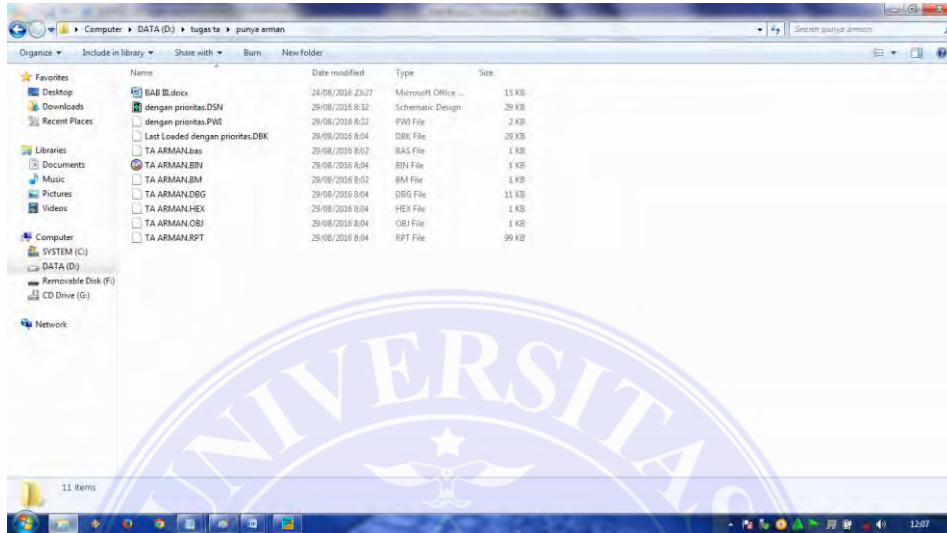 Computer ▸ DATA (D:) ▸ tugas ta ▸ punya arman
Search punya arman
Organize Include in library Share with Burn New folder
Name Date modified Type Size
Favorites
Desktop
Downloads
Recent Places
Libraries
Documents
Music
Pictures
Videos
Computer
SYSTEM (C:)
DATA (D:)
Removable Disk (F:)
CD Drive (G:)
Network
BAB III.docx 24/08/2016 23:27 Microsoft Office ... 15 KB
dengan prioritas.DSN 29/08/2016 8:32 Schematic Design 29 KB
dengan prioritas.PWI 29/08/2016 8:32 PWI File 2 KB
Last Loaded dengan prioritas.DBK 29/08/2016 8:04 DBK File 29 KB
TA ARMAN.bas 29/08/2016 8:02 BAS File 1 KB
TA ARMAN.BIN 29/08/2016 8:04 BIN File 1 KB
TA ARMAN.BM 29/08/2016 8:02 BM File 1 KB
TA ARMAN.DBG 29/08/2016 8:04 DBG File 11 KB
TA ARMAN.HEX 29/08/2016 8:04 HEX File 1 KB
TA ARMAN.OBJ 29/08/2016 8:04 OBJ File 1 KB
TA ARMAN.RPT 29/08/2016 8:04 RPT File 99 KB
UNIVERSITA
11 items
12:07